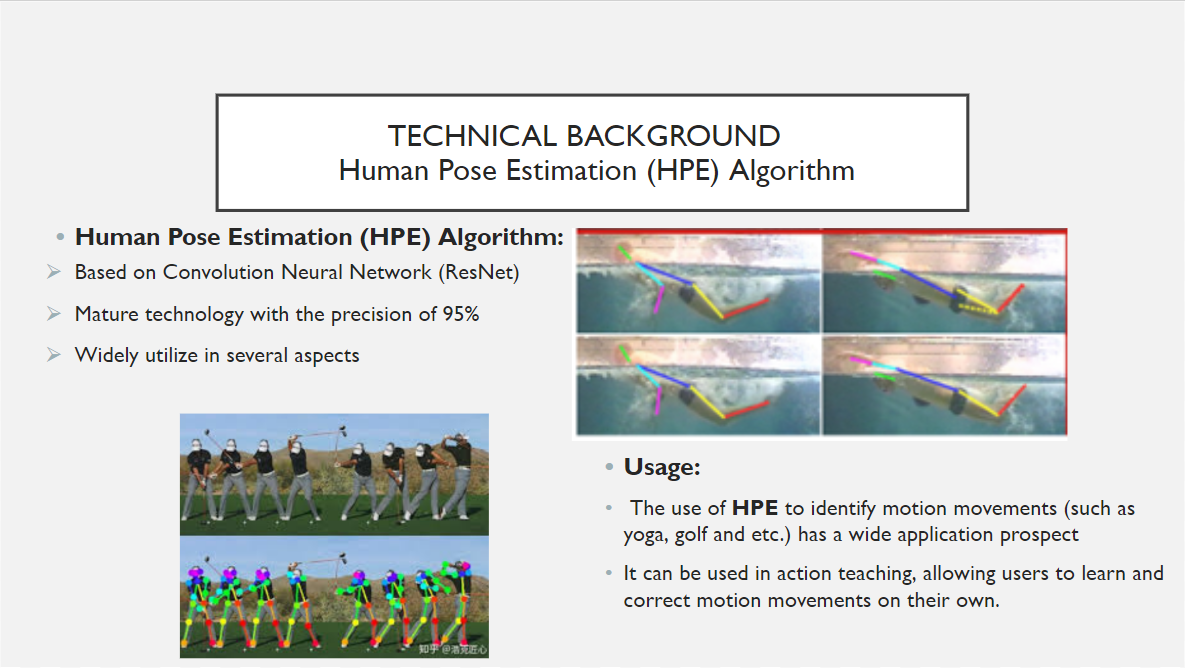 TECHNICAL BACKGROUND
Human Pose Estimation (HPE) Algorithm
• Human Pose Estimation (HPE) Algorithm:
➢ Based on Convolution Neural Network (ResNet)
➢ Mature technology with the precision of 95%
➢ Widely utilize in several aspects
知乎 @浩克匠心
• Usage:
• The use of HPE to identify motion movements (such as
yoga, golf and etc.) has a wide application prospect
• It can be used in action teaching, allowing users to learn and
correct motion movements on their own.